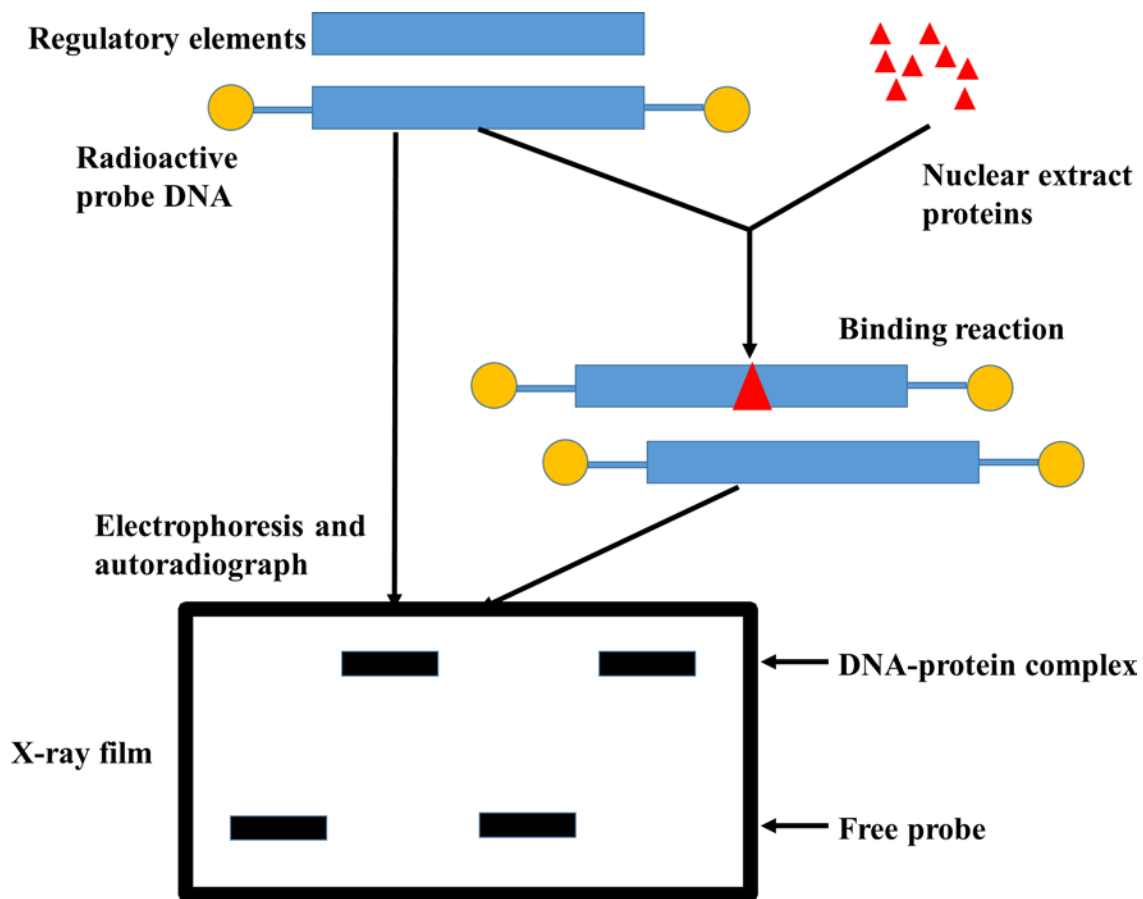 Regulatory elements
Radioactive
probe DNA
Nuclear extract
proteins
Binding reaction
Electrophoresis and
autoradiograph
DNA-protein complex
X-ray film
Free probe